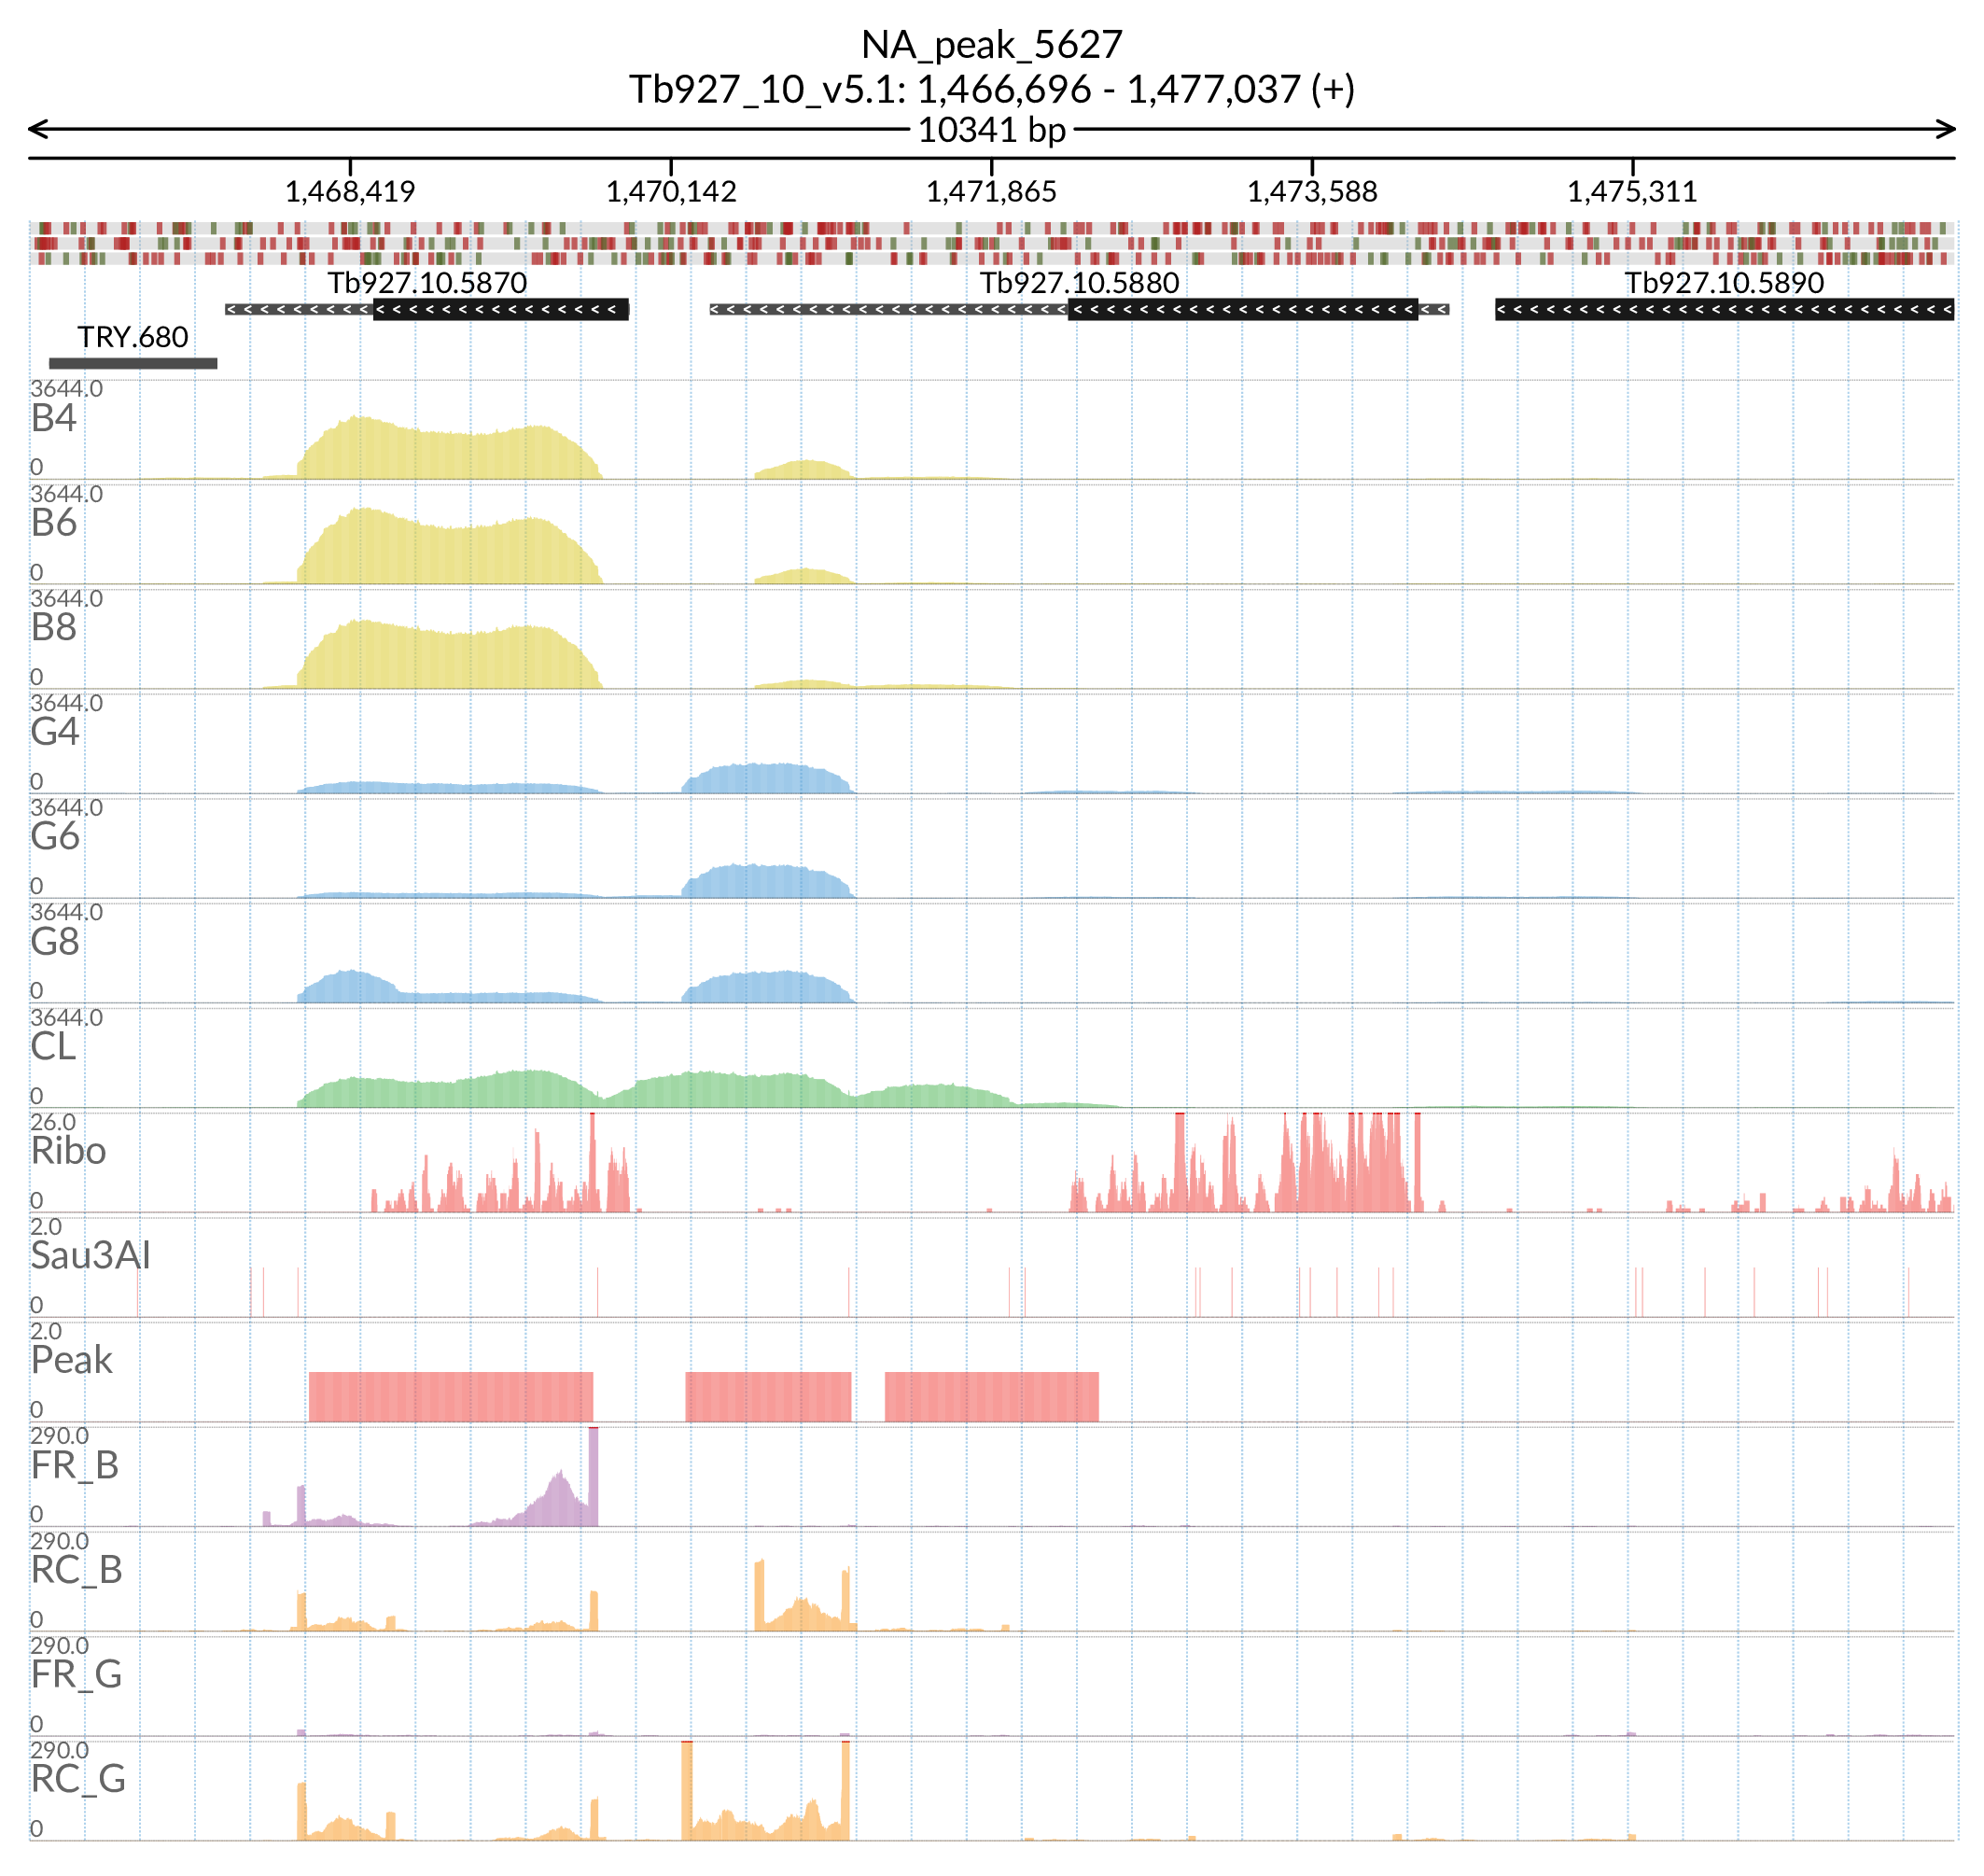 NA_peak_5627
Tb927_10_v5.1: 1,466,696 - 1,477,037 (+)
10341 bp
1,468,419 1,470,142 1,471,865 1,473,588 1,475,311
Tb927.10.5870 Tb927.10.5880 Tb927.10.5890
TRY.680
3644.0
B4
0
3644.0
B6
0
3644.0
B8
0
3644.0
G4
0
3644.0
G6
0
3644.0
G8
0
3644.0
CL
0
26.0
Ribo
0
2.0
Sau3AI
0
2.0
Peak
0
290.0
FR_B
0
290.0
RC_B
0
290.0
FR_G
0
290.0
RC_G
0